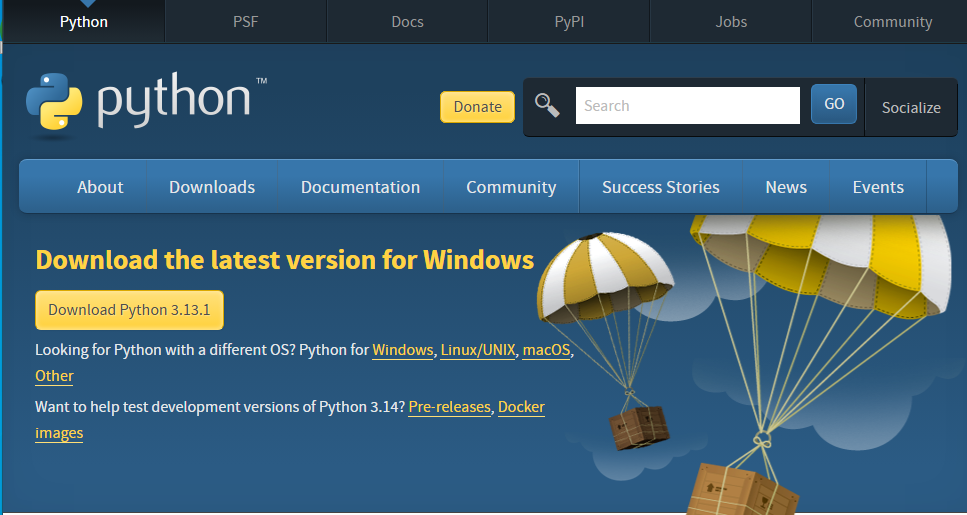 Python PSF Docs PyPI Jobs Community
python™
Donate Search GO Socialize
About Downloads Documentation Community Success Stories News Events
Download the latest version for Windows
Download Python 3.13.1
Looking for Python with a different OS? Python for Windows, Linux/UNIX, macOS,
Other
Want to help test development versions of Python 3.14? Pre-releases, Docker
images